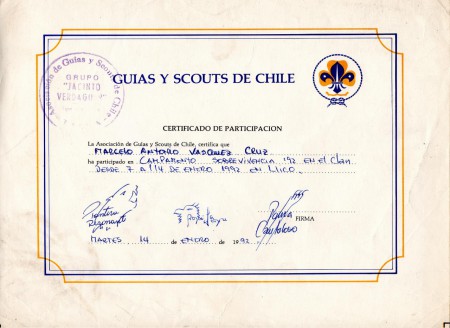 Asociación de Guías y Scouts de Chile
GRUPO
"JACINTO
GUIAS Y SCOUTS DE CHILE
CERTIFICADO DE PARTICIPACION
La Asociación de Guías y Scouts de Chile, certifica que
MARCELO ANTONIO VASQUEZ CRUZ
ha participado en CAMPAMENTO SOBREVIVENCIA '92 EN el Clan
DESDE 7 AL 14 DE ENERO 1992 EN LLICO.
FIRMA
MARTES 14 de ENERO de 1992